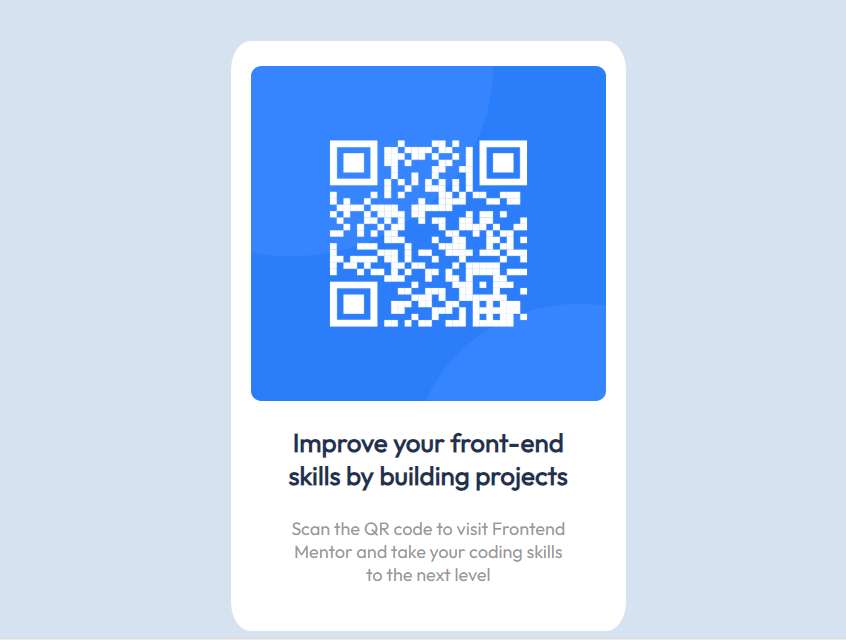 Improve your front-end
skills by building projects
Scan the QR code to visit Frontend
Mentor and take your coding skills
to the next level